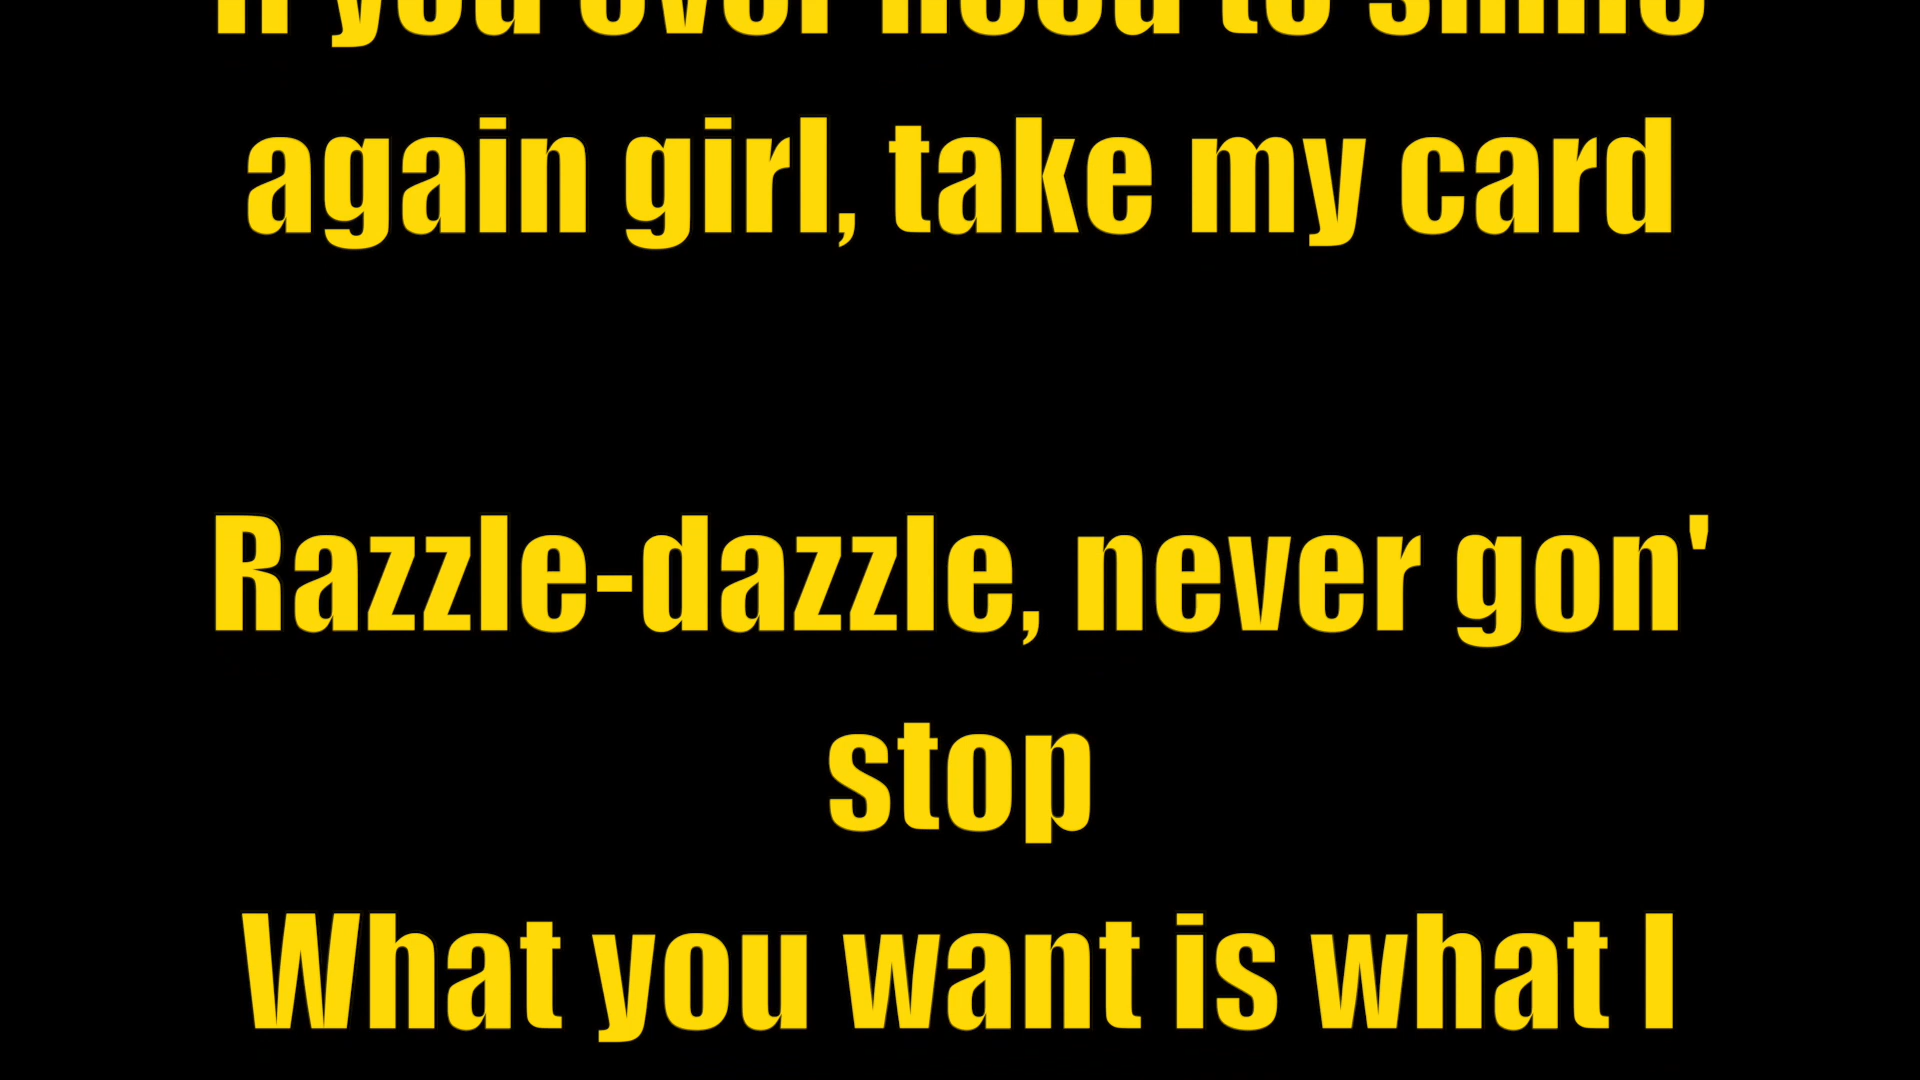 If you ever need to shine
again girl, take my card
Razzle-dazzle, never gon'
stop
What you want is what I